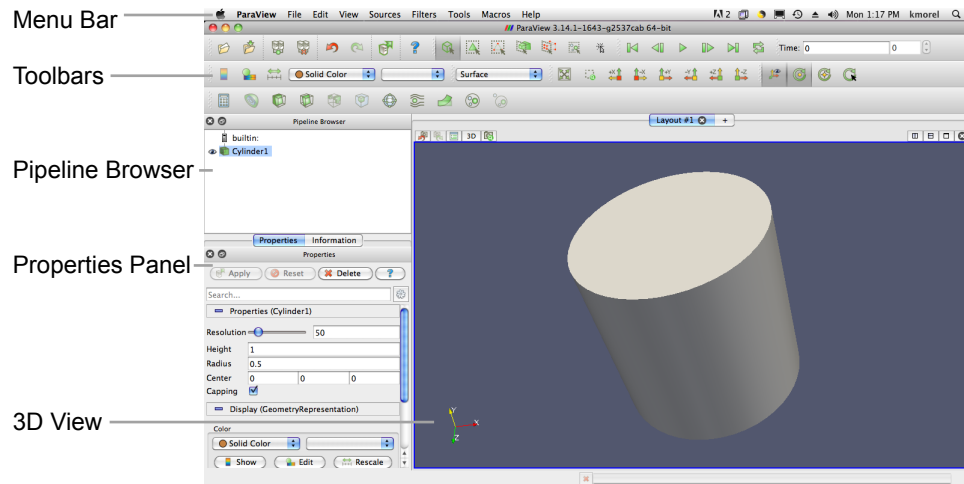 Menu Bar
ParaView File Edit View Sources Filters Tools Macros Help
2 Mon 1:17 PM kmorel
ParaView 3.14.1-1643-g2537cab 64-bit
? Time: 0 0
Toolbars
Solid Color Surface
Pipeline Browser
Layout #1 +
builtin:
3D
Cylinder1
Pipeline Browser
Properties Information
Properties
Properties Panel
Apply Reset Delete ?
Search...
Properties (Cylinder1)
Resolution 50
Height 1
Radius 0.5
Center 0 0 0
Capping
Display (GeometryRepresentation)
3D View
Y
X
Z
Color
Solid Color
Show Edit Rescale